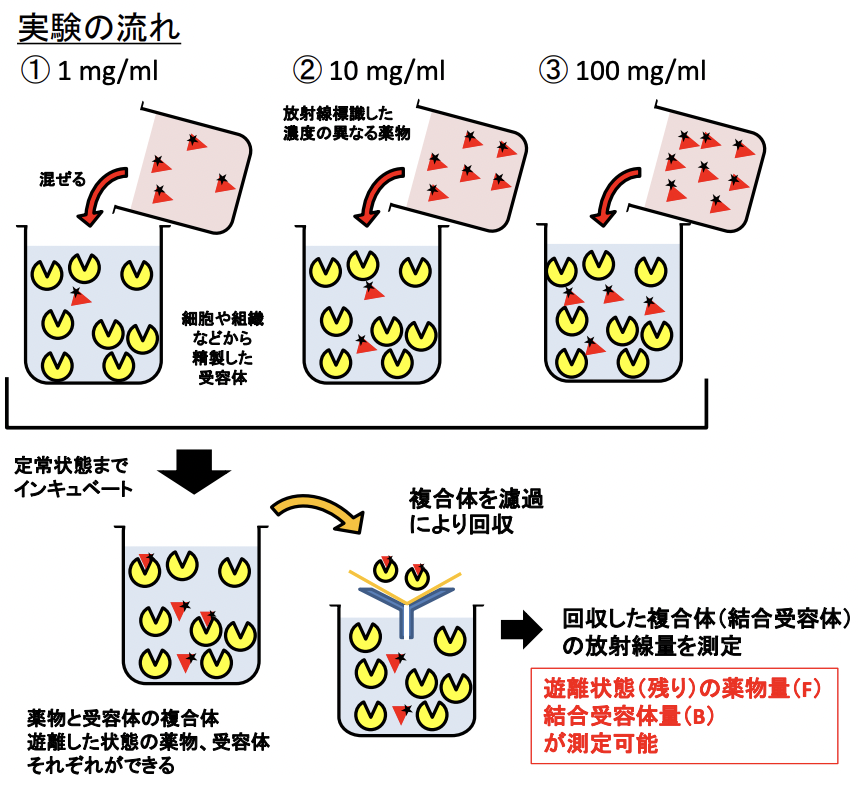 実験の流れ
① 1 mg/ml
② 10 mg/ml
③ 100 mg/ml
放射線標識した
濃度の異なる薬物
混ぜる
細胞や組織
などから
精製した
受容体
定常状態まで
インキュベート
複合体を濾過
により回収
回収した複合体（結合受容体）
の放射線量を測定
遊離状態（残り）の薬物量（F）
結合受容体量（B）
が測定可能
薬物と受容体の複合体
遊離した状態の薬物、受容体
それぞれができる